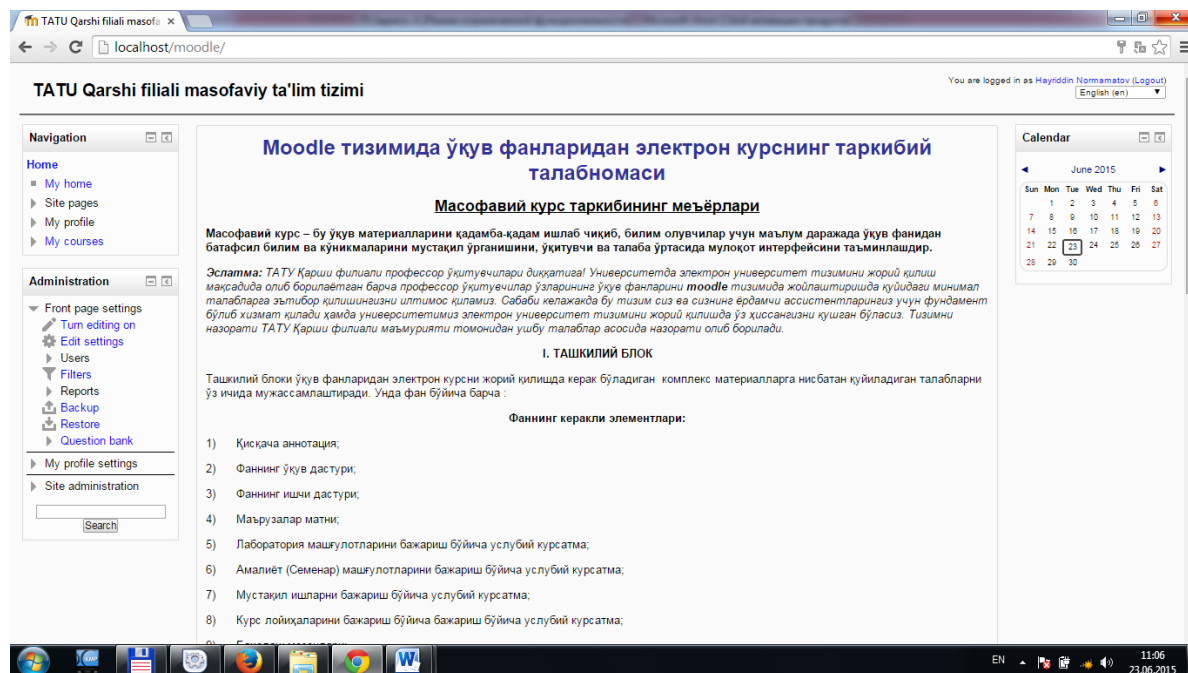 TATU Qarshi filiali masofa
localhost/moodle/
TATU Qarshi filiali masofaviy ta'lim tizimi
You are logged in as Hayriddin Normamatov (Logout)
English (en)
Navigation
Home
My home
Site pages
My profile
My courses
Administration
Front page settings
Turn editing on
Edit settings
Users
Filters
Reports
Backup
Restore
Question bank
My profile settings
Site administration
Search
Moodle тизимида ўқув фанларидан электрон курснинг таркибий
талабномаси
Масофавий курс таркибининг меъёрлари
Масофавий курс – бу ўқув материалларини қадамба-қадам ишлаб чиқиб, билим олувчилар учун маълум даражада ўқув фанидан
батафсил билим ва кўникмаларини мустақил ўрганишини, ўқитувчи ва талаба ўртасида мулоқот интерфейсини таъминлашдир.
Эслатма: ТАТУ Қарши филиали профессор ўқитувчилари диққатига! Университетда электрон университет тизимини жорий қилиш
мақсадида олиб борилаётган барча профессор ўқитувчилар ўзларининг ўқув фанларини moodle тизимида жойлаштиришда қуйидаги минимал
талабларга эътибор қилишингизни илтимос қиламиз. Сабаби келажакда бу тизим сиз ва сизнинг ёрдамчи ассистентларингиз учун фундамент
бўлиб хизмат қилади ҳамда университетимиз электрон университет тизимини жорий қилишда ўз ҳиссангизни қушган бўласиз. Тизимни
назорати ТАТУ Қарши филиали маъмурияти томонидан ушбу талаблар асосида назорати олиб борилади.
I. ТАШКИЛИЙ БЛОК
Ташкилий блоки ўқув фанларидан электрон курсни жорий қилишда керак бўладиган комплекс материалларга нисбатан қуйиладиган талабларни
ўз ичида мужассамлаштиради. Унда фан бўйича барча :
Фаннинг керакли элементлари:
1) Қисқача аннотация;
2) Фаннинг ўқув дастури;
3) Фаннинг ишчи дастури;
4) Маърузалар матни;
5) Лаборатория машғулотларини бажариш бўйича услубий курсатма;
6) Амалиёт (Семенар) машғулотларини бажариш бўйича услубий курсатма;
7) Мустақил ишларни бажариш бўйича услубий курсатма;
8) Курс лойиҳаларини бажариш бўйича бажариш бўйича услубий курсатма;
Calendar
June 2015
Sun Mon Tue Wed Thu Fri Sat
1 2 3 4 5 6
7 8 9 10 11 12 13
14 15 16 17 18 19 20
21 22 23 24 25 26 27
28 29 30
EN
11:06
23.06.2015